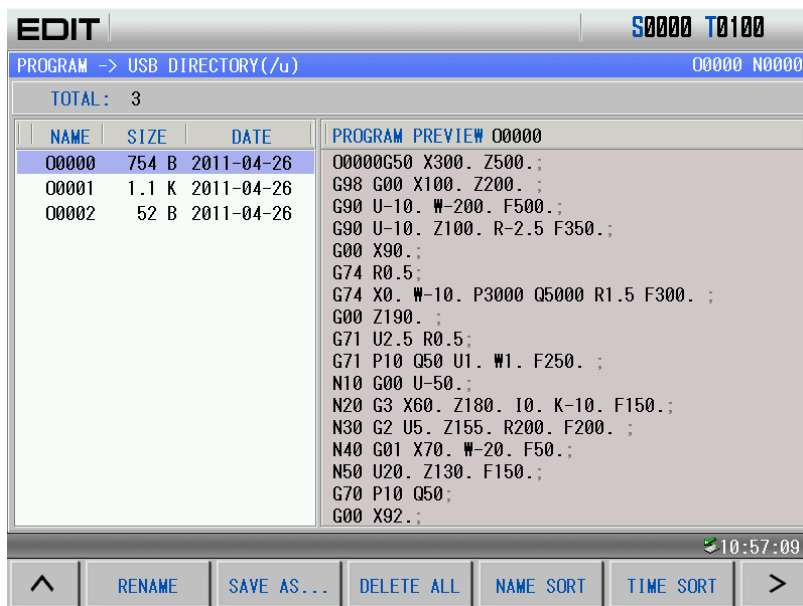 EDIT S0000 T0100
PROGRAM -> USB DIRECTORY(/u) O0000 N0000
TOTAL: 3
NAME SIZE DATE
O0000 754 B 2011-04-26
O0001 1.1 K 2011-04-26
O0002 52 B 2011-04-26
PROGRAM PREVIEW O0000
O0000G50 X300. Z500.;
G98 G00 X100. Z200. ;
G90 U-10. W-200. F500.;
G90 U-10. Z100. R-2.5 F350.;
G00 X90.;
G74 R0.5;
G74 X0. W-10. P3000 Q5000 R1.5 F300. ;
G00 Z190. ;
G71 U2.5 R0.5;
G71 P10 Q50 U1. W1. F250. ;
N10 G00 U-50.;
N20 G3 X60. Z180. I0. K-10. F150.;
N30 G2 U5. Z155. R200. F200. ;
N40 G01 X70. W-20. F50.;
N50 U20. Z130. F150.;
G70 P10 Q50;
G00 X92.;
10:57:09
^ RENAME SAVE AS... DELETE ALL NAME SORT TIME SORT >